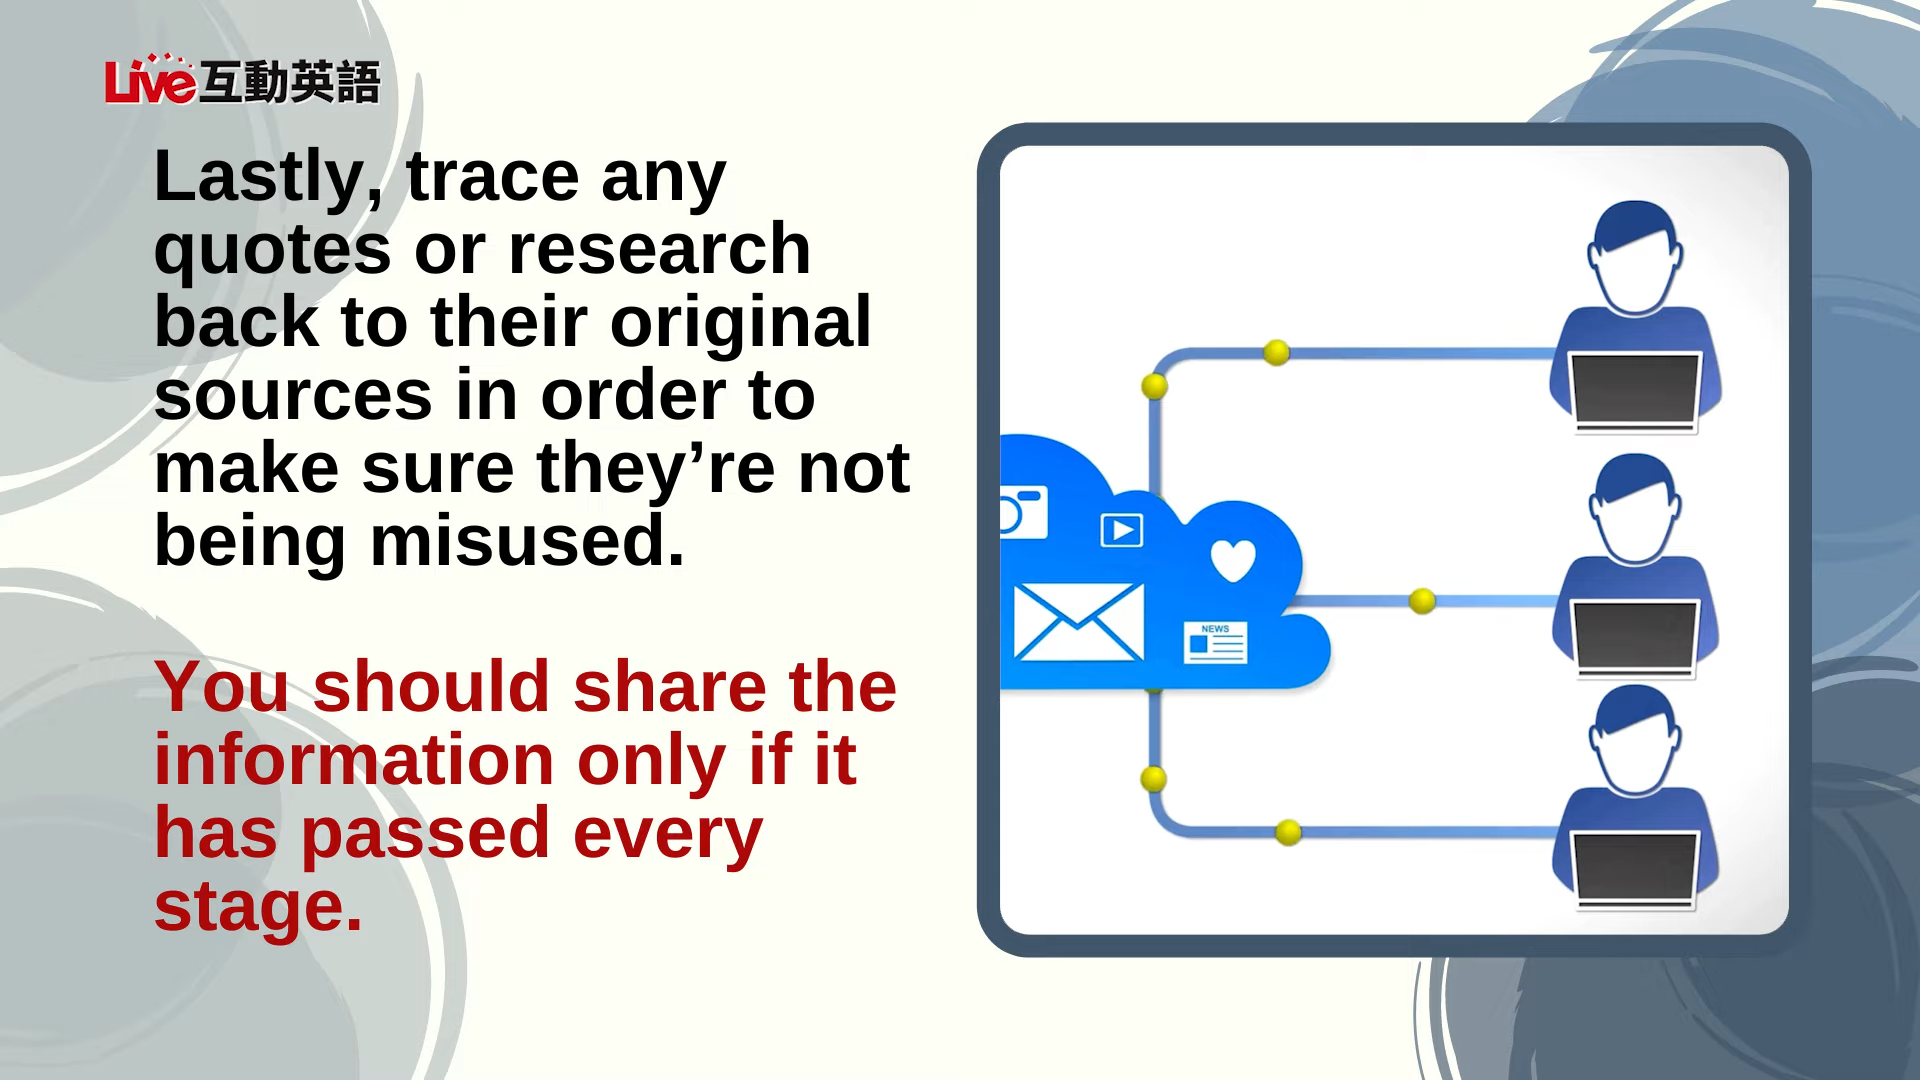 Live互動英語
Lastly, trace any
quotes or research
back to their original
sources in order to
make sure they’re not
being misused.
You should share the
information only if it
has passed every
stage.
NEWS